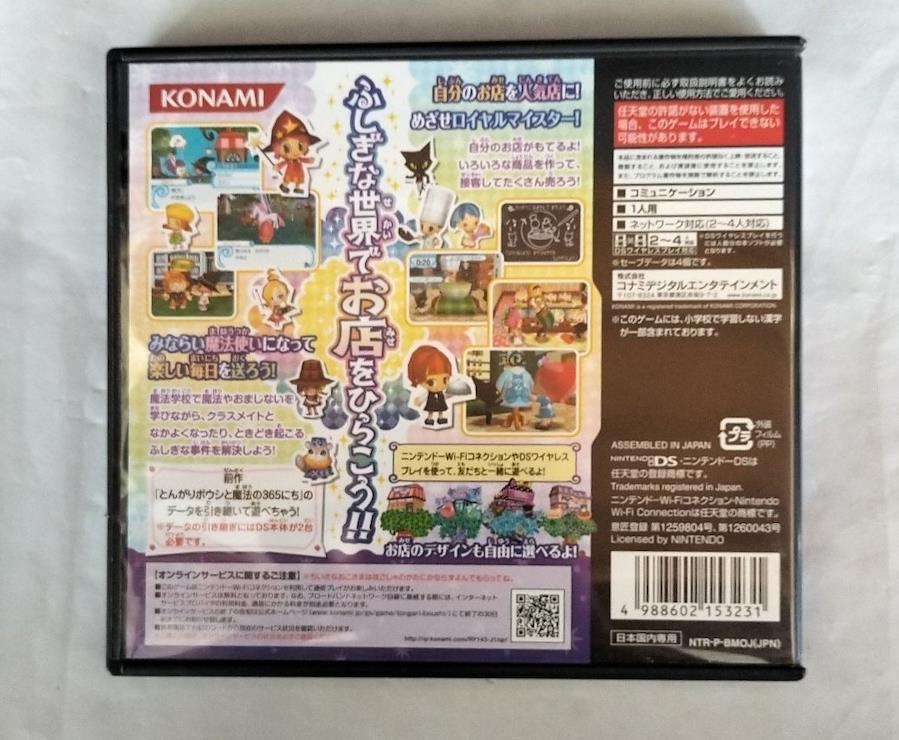 KONAMI
ふしぎな世界でお店をひらこう!!
自分のお店を人気店に!
めざせロイヤルマイスター!
自分のお店がもてるよ!
いろいろな商品を作って、
接客してたくさん売ろう!
みならい魔法使いになって
楽しい毎日を送ろう!
魔法学校で魔法やおまじないを
学びながら、クラスメイトと
なかよくなったり、ときどき起こる
ふしぎな事件を解決しよう!
前作
「とんがりボウシと魔法の365にち」の
データを引き継いで遊べちゃう!
※データの引き継ぎにはDS本体が2台
必要です。
ニンテンドーWi-FiコネクションやDSワイヤレス
プレイを使って、友だちと一緒に遊べるよ!
お店のデザインも自由に選べるよ!
【オンラインサービスに関するご注意】
ご使用前に必ず取扱説明書をよくお読み
いただき、正しい使用方法でご愛用ください。
任天堂の許諾がない装置を使用した
場合、このゲームはプレイできない
可能性があります。
■ コミュニケーション
■ 1人用
■ ネットワーク対応(2~4人対応)
2~4
DSワイヤレスプレイ対応
※セーブデータは4個です。
株式会社
コナミデジタルエンタテインメント
www.konami.co.jp
KONAMI is a registered trademark of KONAMI CORPORATION.
※このゲームには、小学校で学習しない漢字
が一部含まれております。
プラ
外装
フィルム
(PP)
ASSEMBLED IN JAPAN
NINTENDO DS・ニンテンドーDSは
任天堂の登録商標です。
Trademarks registered in Japan.
ニンテンドーWi-Fiコネクション・Nintendo
Wi-Fi Connectionは任天堂の商標です。
意匠登録 第1259804号、第1260043号
Licensed by NINTENDO
4 988602 153231
日本国内専用
NTR-P-BMOJ(JPN)